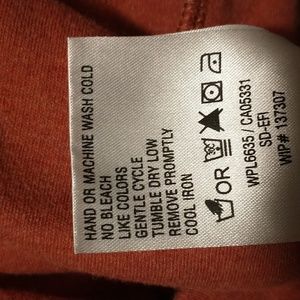 HAND OR MACHINE WASH COLD
NO BLEACH
LIKE COLORS
GENTLE CYCLE
TUMBLE DRY LOW
REMOVE PROMPTLY
COOL IRON
OR
WPL6635 / CA05331
SD-EFI
WIP# 137307